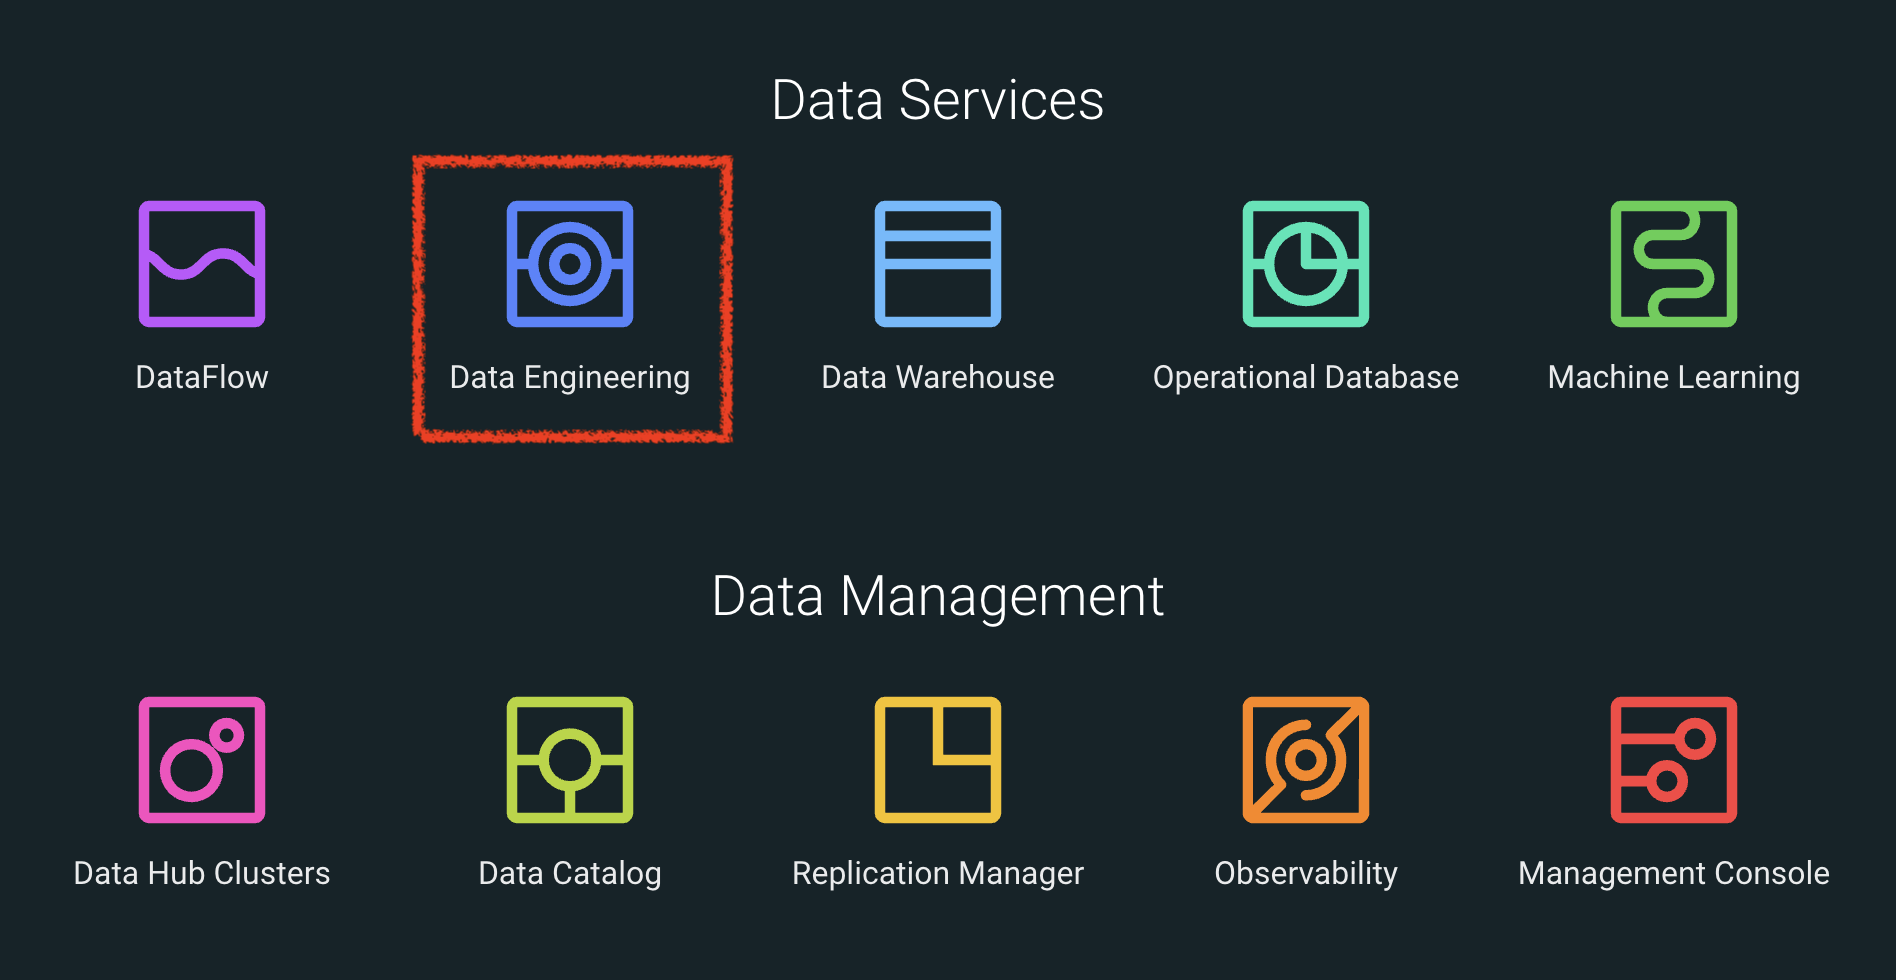 Data Services
DataFlow
Data Engineering
Data Warehouse
Operational Database
Machine Learning
Data Management
Data Hub Clusters
Data Catalog
Replication Manager
Observability
Management Console